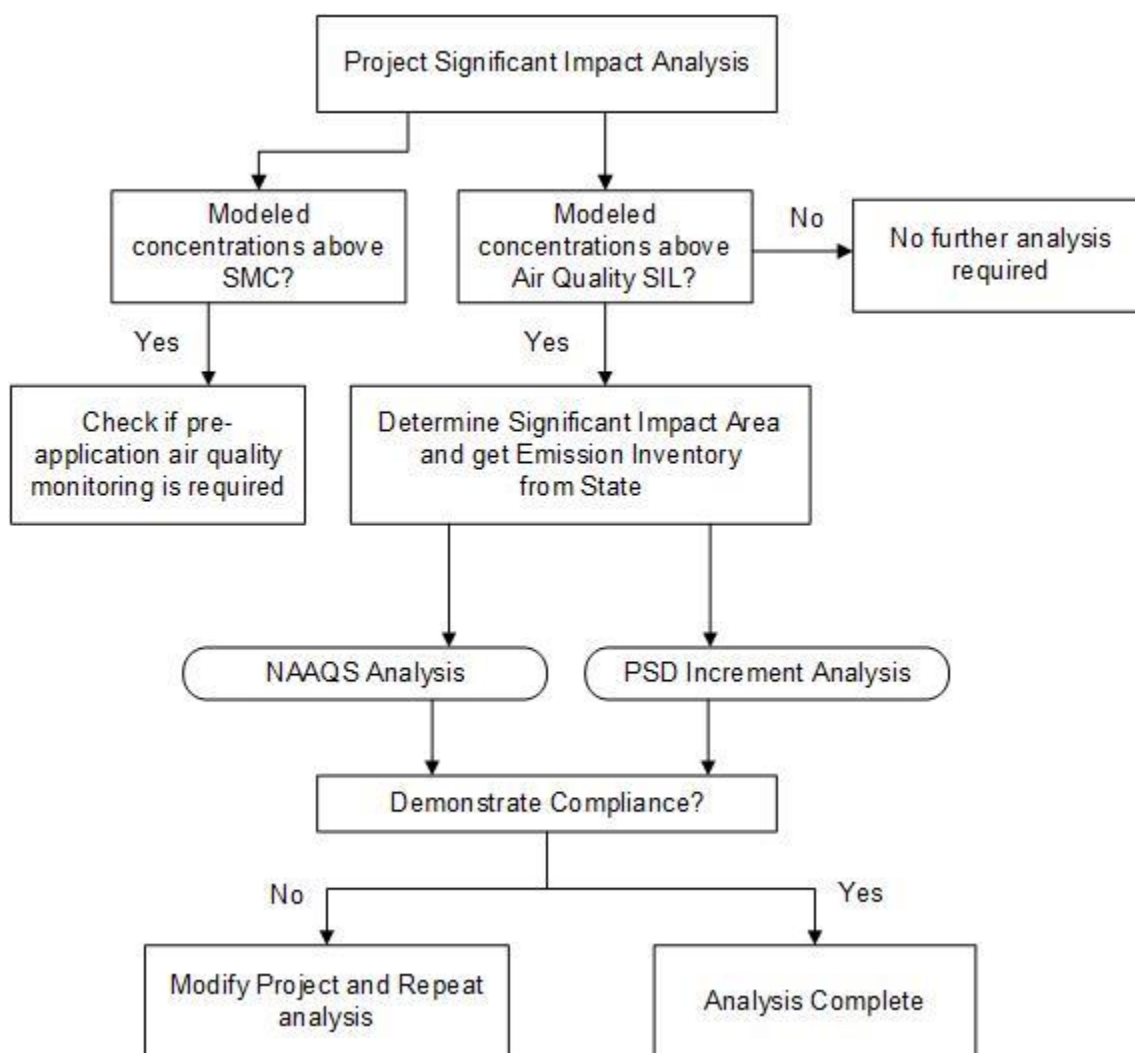 Project Significant Impact Analysis
Modeled
concentrations above
SMC?
Modeled
concentrations above
Air Quality SIL?
No
No further analysis
required
Yes
Yes
Check if pre-
application air quality
monitoring is required
Determine Significant Impact Area
and get Emission Inventory
from State
NAAQS Analysis
PSD Increment Analysis
Demonstrate Compliance?
No
Yes
Modify Project and Repeat
analysis
Analysis Complete